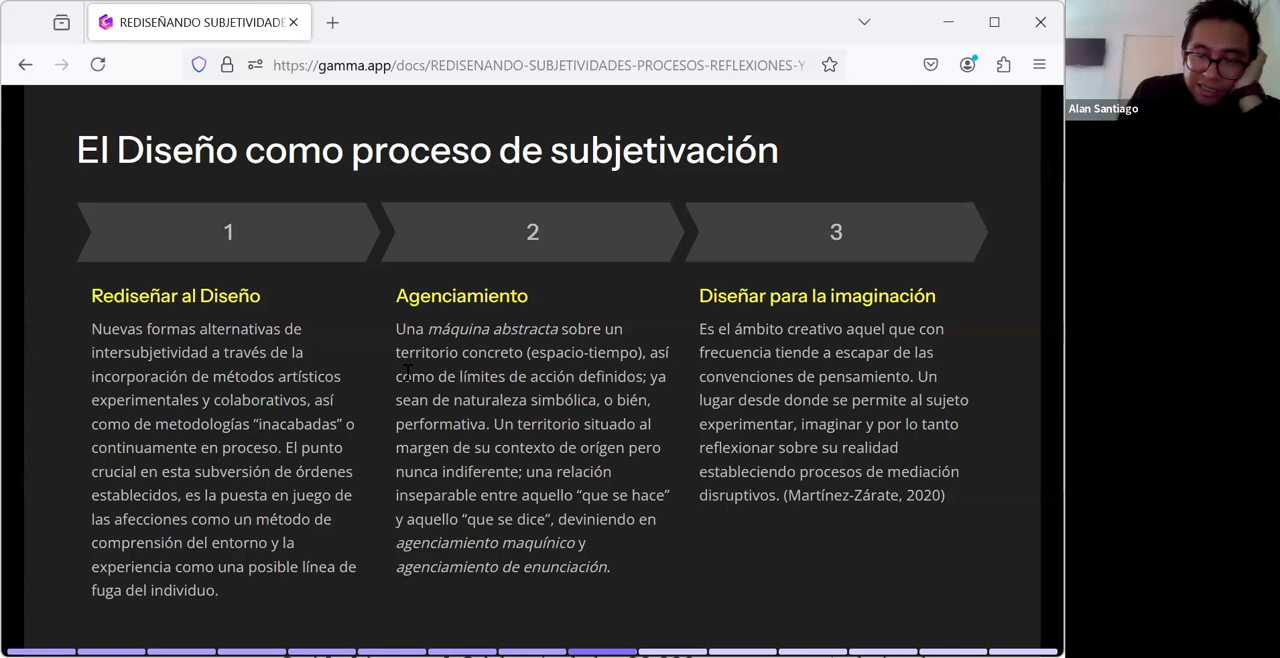 REDISEÑANDO SUBJETIVIDADE
https://gamma.app/docs/REDISENANDO-SUBJETIVIDADES-PROCESOS-REFLEXIONES-Y-
Alan Santiago
El Diseño como proceso de subjetivación
1
2
3
Rediseñar al Diseño
Nuevas formas alternativas de
intersubjetividad a través de la
incorporación de métodos artísticos
experimentales y colaborativos, así
como de metodologías “inacabadas” o
continuamente en proceso. El punto
crucial en esta subversión de órdenes
establecidos, es la puesta en juego de
las afecciones como un método de
comprensión del entorno y la
experiencia como una posible línea de
fuga del individuo.
Agenciamiento
Una máquina abstracta sobre un
territorio concreto (espacio-tiempo), así
como de límites de acción definidos; ya
sean de naturaleza simbólica, o bién,
performativa. Un territorio situado al
margen de su contexto de orígen pero
nunca indiferente; una relación
inseparable entre aquello “que se hace”
y aquello “que se dice”, deviniendo en
agenciamiento maquínico y
agenciamiento de enunciación.
Diseñar para la imaginación
Es el ámbito creativo aquel que con
frecuencia tiende a escapar de las
convenciones de pensamiento. Un
lugar desde donde se permite al sujeto
experimentar, imaginar y por lo tanto
reflexionar sobre su realidad
estableciendo procesos de mediación
disruptivos. (Martínez-Zárate, 2020)